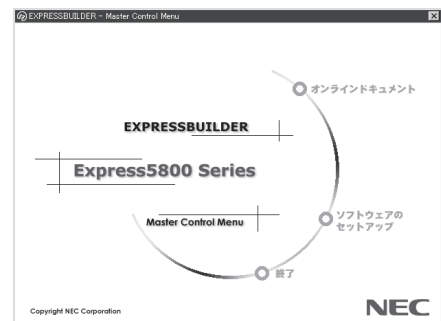 EXPRESSBUILDER - Master Control Menu
オンラインドキュメント
EXPRESSBUILDER
Express5800 Series
Master Control Menu
ソフトウェアの
セットアップ
終了
Copyright NEC Corporation
NEC